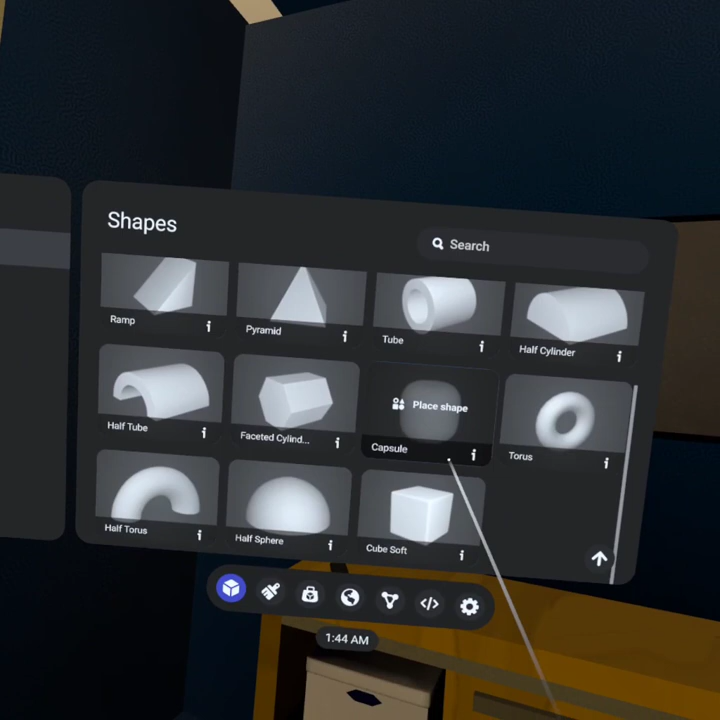 Shapes
Search
Ramp
Pyramid
Tube
Half Cylinder
Half Tube
Faceted Cylind...
Place shape
Capsule
Torus
Half Torus
Half Sphere
Cube Soft
1:44 AM